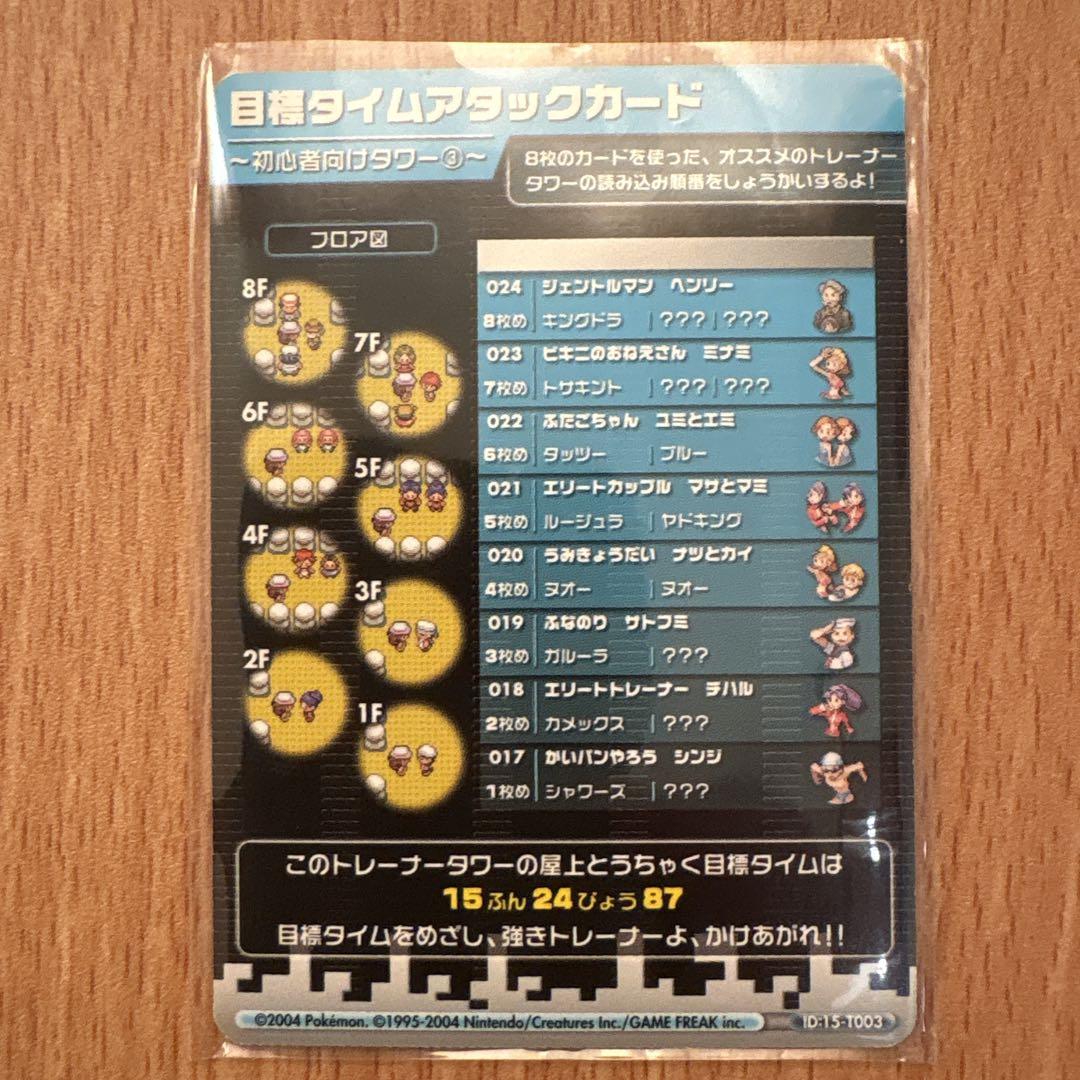 目標タイムアタックカード
～初心者向けタワー③～
8枚のカードを使った、オススメのトレーナー
タワーの読み込み順番をしょうかいするよ!
フロア図
8F
7F
6F
5F
4F
3F
2F
1F
024 ジェントルマン ヘンリー
8枚め キングドラ ??? ???
023 ビキニのおねえさん ミナミ
7枚め トサキント ??? ???
022 ふたごちゃん ユミとエミ
6枚め タッツー ブルー
021 エリートカップル マサとマミ
5枚め ルージュラ ヤドキング
020 うみきょうだい ナツとカイ
4枚め ヌオー ヌオー
019 ふなのり サトフミ
3枚め ガルーラ ???
018 エリートトレーナー チハル
2枚め カメックス ???
017 かいパンやろう シンジ
1枚め シャワーズ ???
このトレーナータワーの屋上とうちゃく目標タイムは
15ふん24びょう87
目標タイムをめざし、強きトレーナーよ、かけあがれ!!
©2004 Pokémon. ©1995-2004 Nintendo/Creatures Inc./GAME FREAK inc.
ID:15-T003